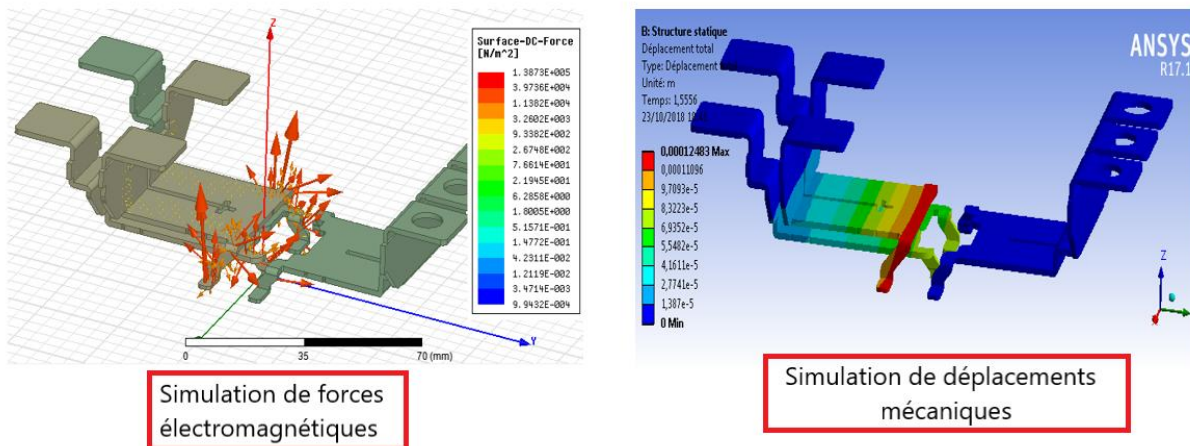 Surface-DC-Force
[N/m^2]
1.3873E+005
3.9736E+004
1.1382E+004
3.2602E+003
9.3382E+002
2.6748E+002
7.6614E+001
2.1945E+001
6.2858E+000
1.8005E+000
5.1571E-001
1.4772E-001
4.2311E-002
1.2119E-002
3.4714E-003
9.9432E-004
Z
Y
0 35 70 (mm)
Simulation de forces
électromagnétiques
B: Structure statique
Déplacement total
Type: Déplacement
Unité: m
Temps: 1,5556
23/10/2018
0,00012483 Max
0,00011096
9,7093e-5
8,3223e-5
6,9352e-5
5,5482e-5
4,1611e-5
2,7741e-5
1,387e-5
0 Min
ANSYS
R17.1
Z
Simulation de déplacements
mécaniques